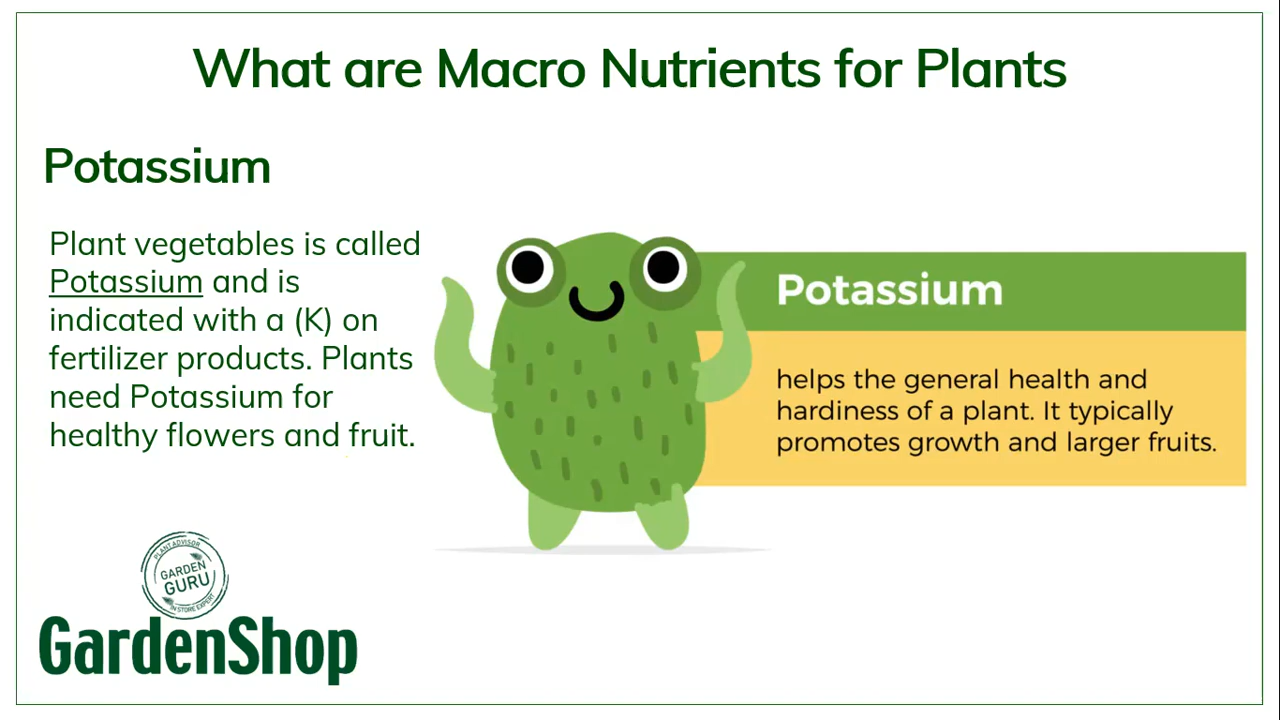 What are Macro Nutrients for Plants
Potassium
Plant vegetables is called
Potassium and is
indicated with a (K) on
fertilizer products. Plants
need Potassium for
healthy flowers and fruit.
Potassium
helps the general health and
hardiness of a plant. It typically
promotes growth and larger fruits.
PLANT ADVISOR
GARDEN
GURU
IN STORE EXPERT
GardenShop